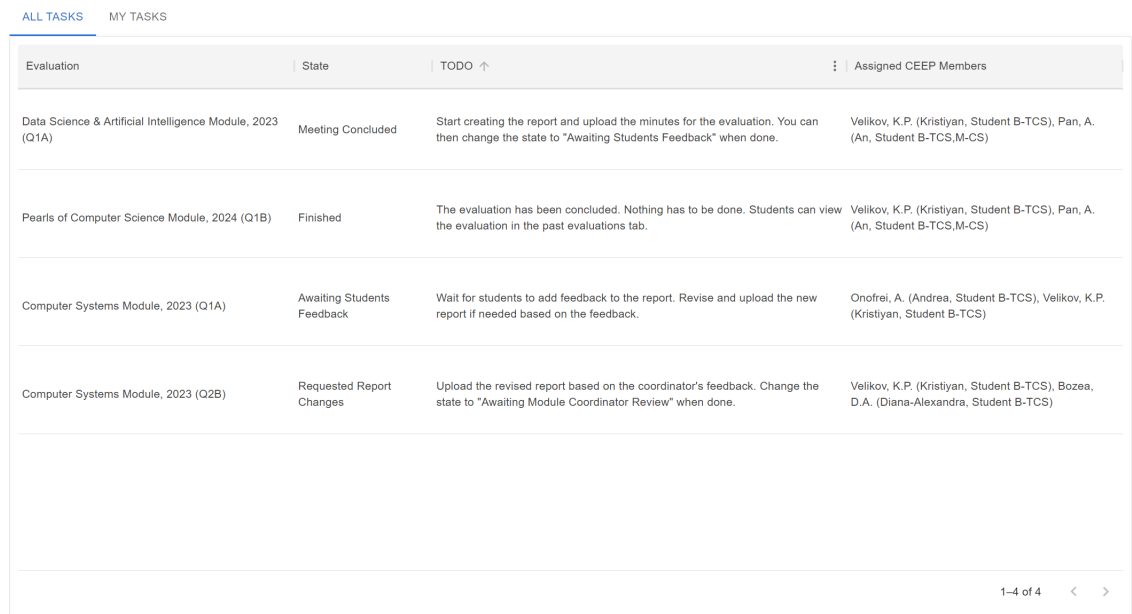 ALL TASKS MY TASKS
Evaluation State TODO Assigned CEEP Members
Data Science & Artificial Intelligence Module, 2023
(Q1A)
Meeting Concluded
Start creating the report and upload the minutes for the evaluation. You can
then change the state to "Awaiting Students Feedback" when done.
Velikov, K.P. (Kristiyan, Student B-TCS), Pan, A.
(An, Student B-TCS,M-CS)
Pearls of Computer Science Module, 2024 (Q1B)
Finished
The evaluation has been concluded. Nothing has to be done. Students can view
the evaluation in the past evaluations tab.
Velikov, K.P. (Kristiyan, Student B-TCS), Pan, A.
(An, Student B-TCS,M-CS)
Computer Systems Module, 2023 (Q1A)
Awaiting Students
Feedback
Wait for students to add feedback to the report. Revise and upload the new
report if needed based on the feedback.
Onofrei, A. (Andrea, Student B-TCS), Velikov, K.P.
(Kristiyan, Student B-TCS)
Computer Systems Module, 2023 (Q2B)
Requested Report
Changes
Upload the revised report based on the coordinator's feedback. Change the
state to "Awaiting Module Coordinator Review" when done.
Velikov, K.P. (Kristiyan, Student B-TCS), Bozea,
D.A. (Diana-Alexandra, Student B-TCS)
1–4 of 4